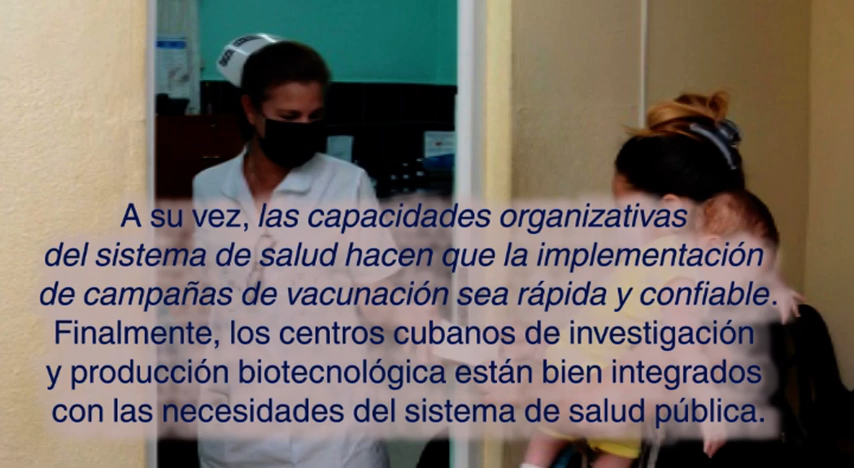 A su vez, las capacidades organizativas
del sistema de salud hacen que la implementación
de campañas de vacunación sea rápida y confiable.
Finalmente, los centros cubanos de investigación
y producción biotecnológica están bien integrados
con las necesidades del sistema de salud pública.